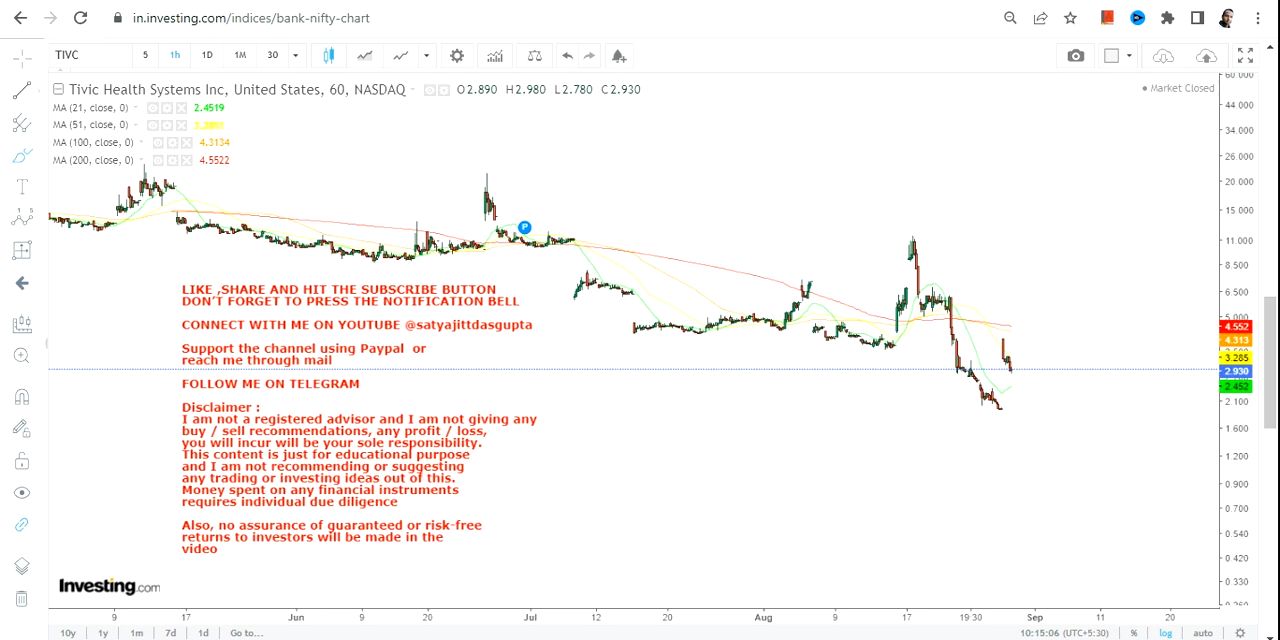 in.investing.com/indices/bank-nifty-chart
TIVC 5 1h 1D 1M 30
Tivic Health Systems Inc, United States, 60, NASDAQ O2.890 H2.980 L2.780 C2.930
Market Closed
MA (21, close, 0) 2.4519
MA (51, close, 0)
MA (100, close, 0) 4.3134
MA (200, close, 0) 4.5522
P
LIKE ,SHARE AND HIT THE SUBSCRIBE BUTTON
DON'T FORGET TO PRESS THE NOTIFICATION BELL
CONNECT WITH ME ON YOUTUBE @satyajittdasgupta
Support the channel using Paypal or
reach me through mail
FOLLOW ME ON TELEGRAM
Disclaimer :
I am not a registered advisor and I am not giving any
buy / sell recommendations, any profit / loss,
you will incur will be your sole responsibility.
This content is just for educational purpose
and I am not recommending or suggesting
any trading or investing ideas out of this.
Money spent on any financial instruments
requires individual due diligence
Also, no assurance of guaranteed or risk-free
returns to investors will be made in the
video
60.000
44.000
34.000
26.000
20.000
15.000
11.000
8.500
6.500
5.000
4.552
4.313
3.285
2.930
2.452
2.100
1.600
1.200
0.900
0.700
0.540
0.420
0.330
Investing.com
9 17 Jun 9 20 Jul 12 20 Aug 9 17 19:30 Sep 11 20
10y 1y 1m 7d 1d Go to... 10:15:06 (UTC+5:30) % log auto